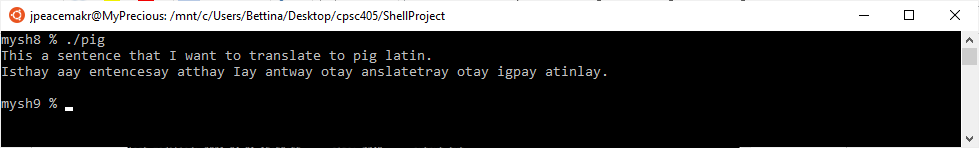 jpeacemakr@MyPrecious: /mnt/c/Users/Bettina/Desktop/cpsc405/ShellProject
mysh8 % ./pig
This a sentence that I want to translate to pig latin.
Isthay aay entencesay atthay Iay antway otay anslatetray otay igpay atinlay.
mysh9 %